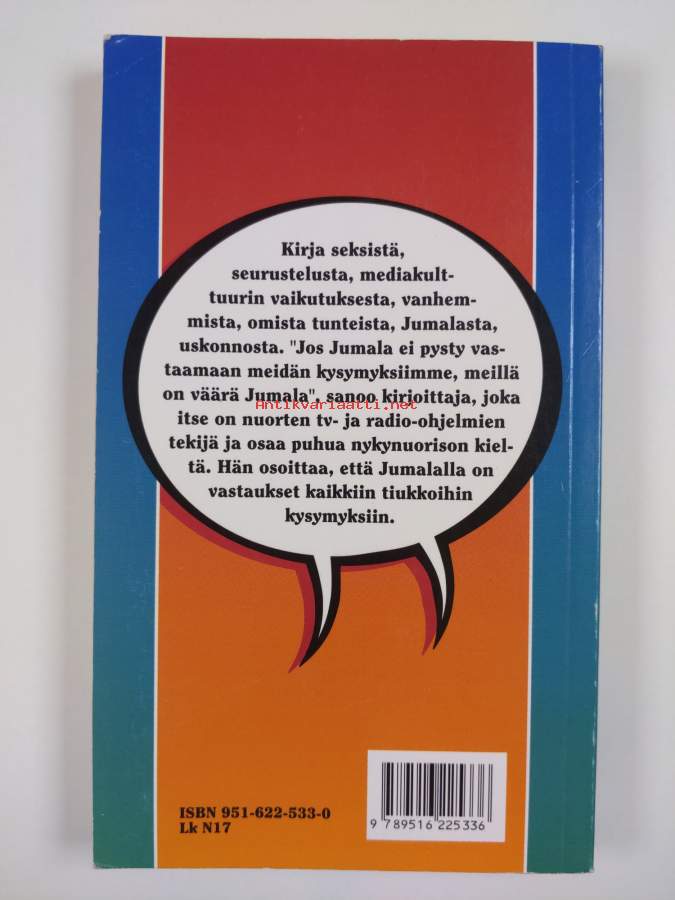 Kirja seksistä,
seurustelusta, mediakult-
tuurin vaikutuksesta, vanhem-
mista, omista tunteista, Jumalasta,
uskonnosta. "Jos Jumala ei pysty vas-
taamaan meidän kysymyksiimme, meillä
on väärä Jumala", sanoo kirjoittaja, joka
Antikvariaatti.net
itse on nuorten tv- ja radio-ohjelmien
tekijä ja osaa puhua nykynuorison kiel-
tä. Hän osoittaa, että Jumalalla on
vastaukset kaikkiin tiukkoihin
kysymyksiin.
ISBN 951-622-533-0
Lk N17
9 789516 225336